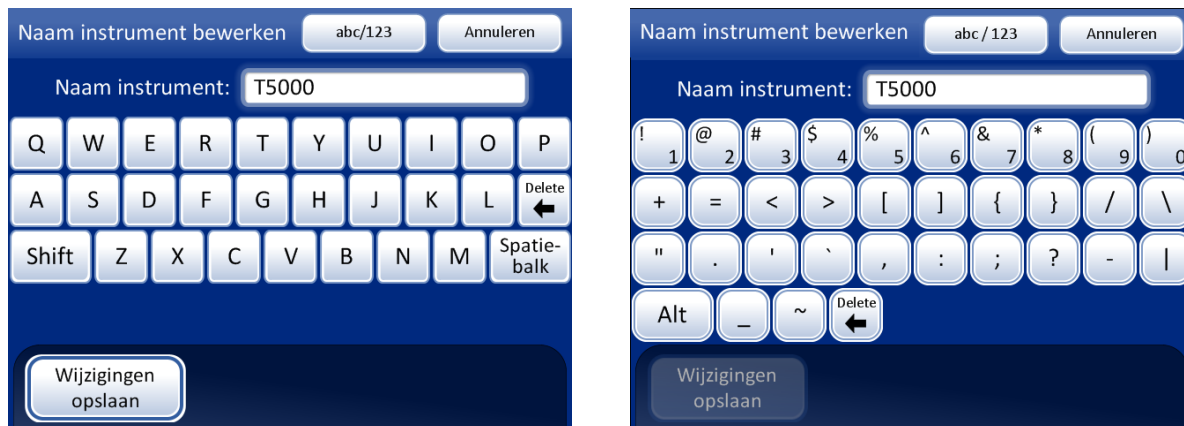 Naam instrument bewerken abc/123 Annuleren
Naam instrument: T5000
Q W E R T Y U I O P
A S D F G H J K L Delete
Shift Z X C V B N M Spatie-
balk
Wijzigingen
opslaan
Naam instrument bewerken abc / 123 Annuleren
Naam instrument: T5000
! @ # $ % ^ & * ( )
1 2 3 4 5 6 7 8 9 0
+ = < > [ ] { } / \
" . ' ` , : ; ? - |
Alt _ ~ Delete
Wijzigingen
opslaan